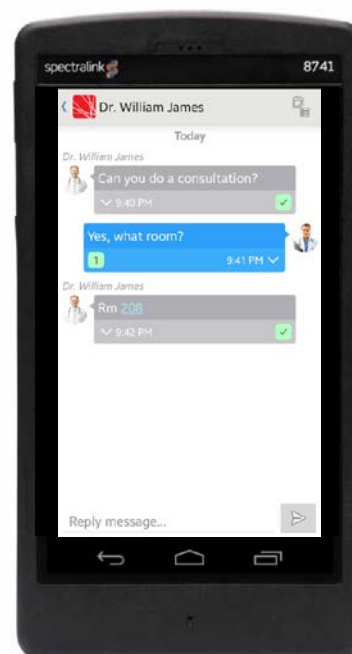 spectralink 8741
Dr. William James
Today
Dr. William James
Can you do a consultation?
9:40 PM
Yes, what room?
1 9:41 PM
Dr. William James
Rm 208
9:42 PM
Reply message...